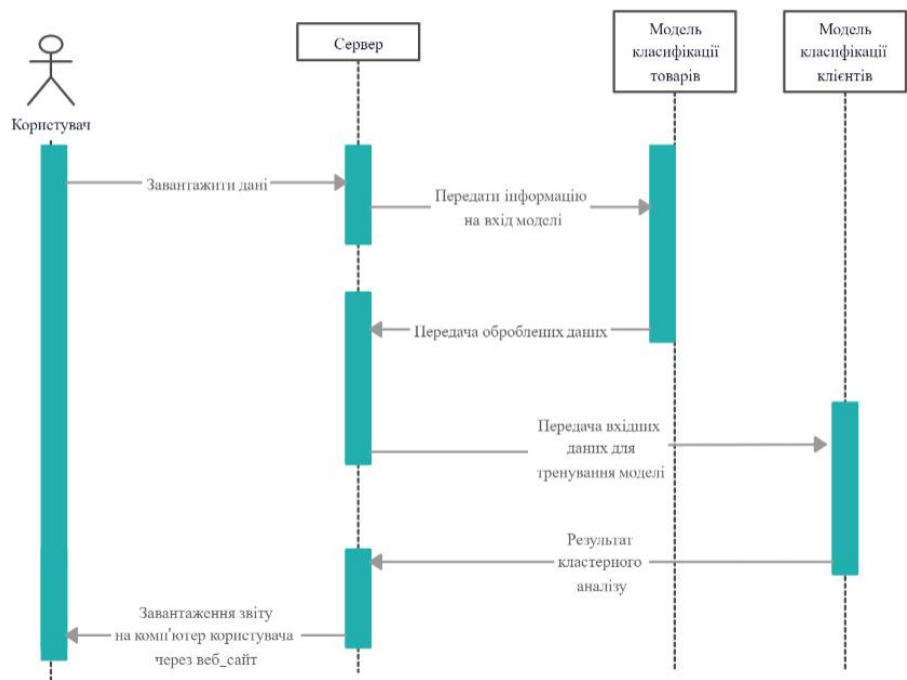 Сервер
Модель
класифікації
товарів
Модель
класифікації
клієнтів
Користувач
Завантажити дані
Передати інформацію
на вхід моделі
Передача оброблених даних
Передача вхідних
даних для
тренування моделі
Результат
кластерного
аналізу
Завантаження звіту
на комп'ютер користувача
через веб_сайт